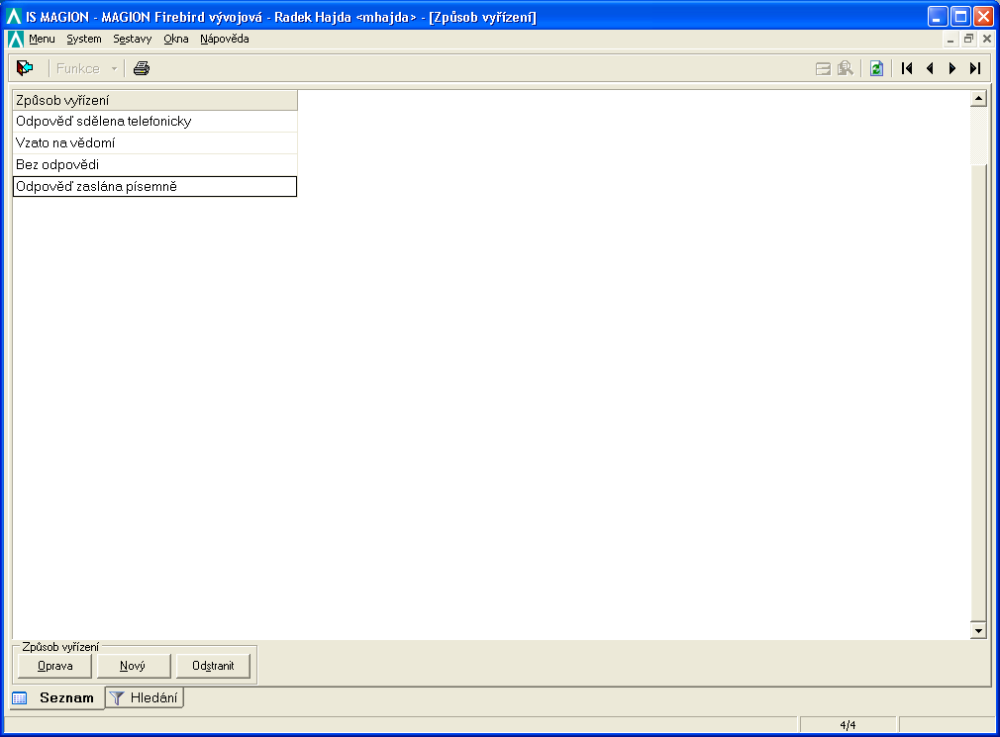 IS MAGION - MAGION Firebird vývojová - Radek Hajda <mhajda> - [Způsob vyřízení]
Menu System Sestavy Okna Nápověda
Funkce
Způsob vyřízení
Odpověď sdělena telefonicky
Vzato na vědomí
Bez odpovědi
Odpověď zaslána písemně
Způsob vyřízení
Oprava Nový Odstranit
Seznam Hledání
4/4